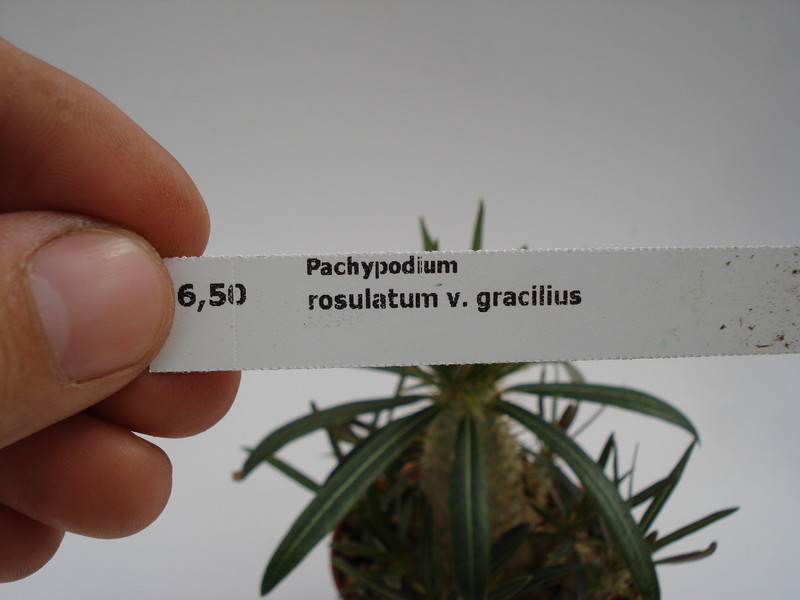 6,50
Pachypodium
rosulatum v. gracilius